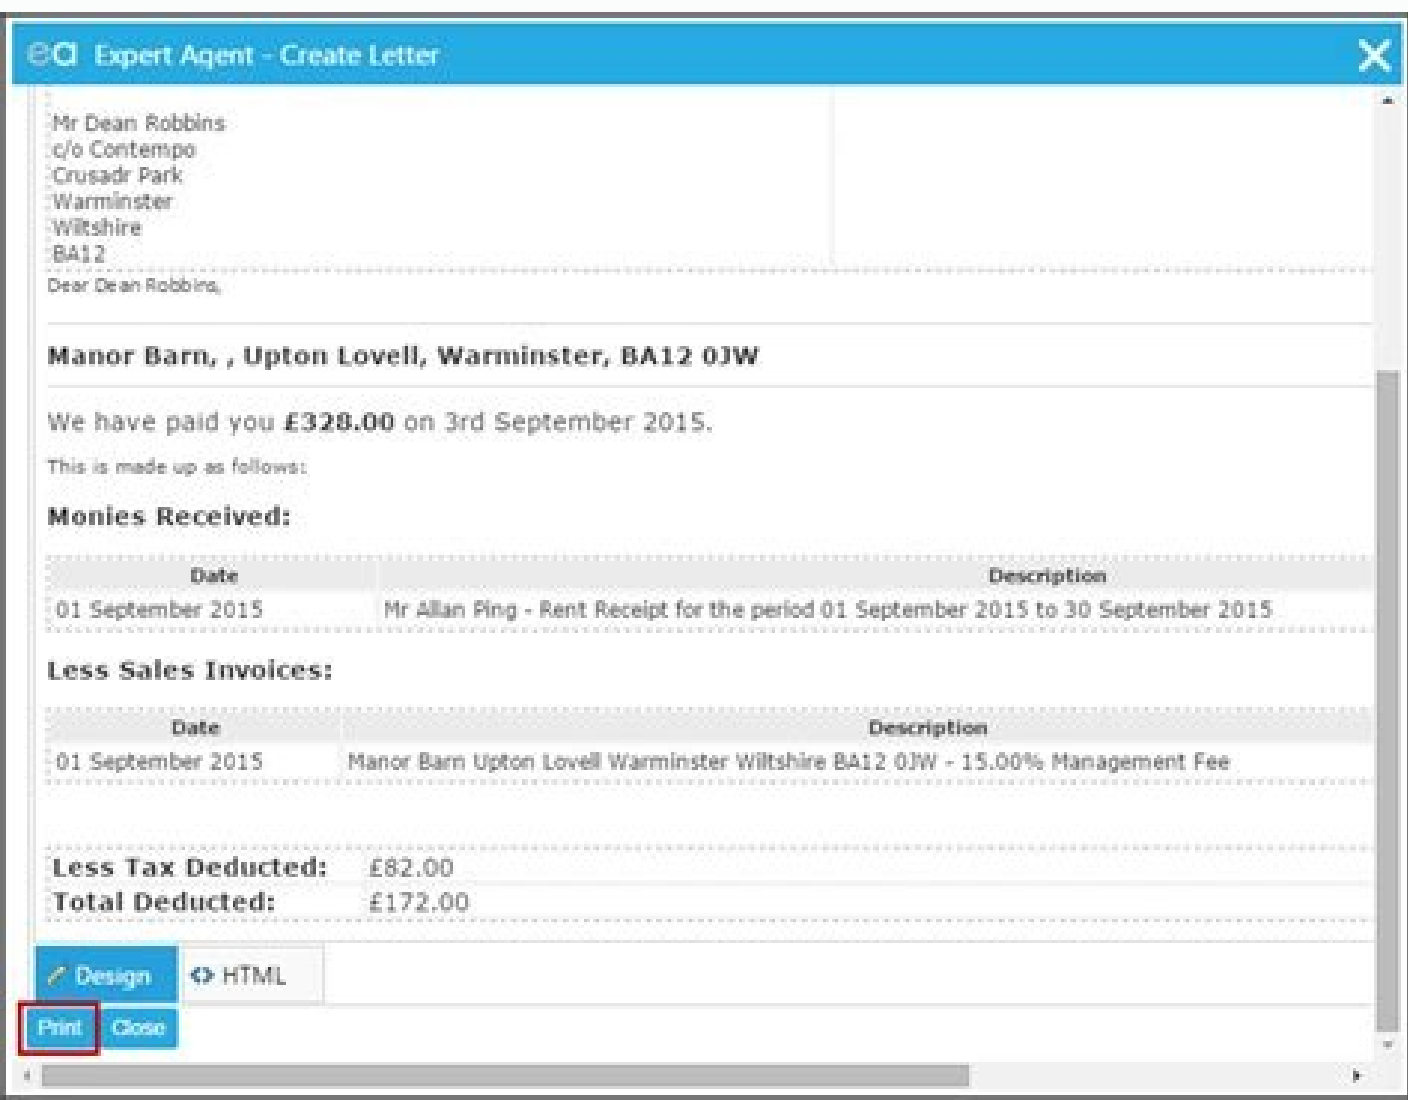 ea Expert Agent - Create Letter
Mr Dean Robbins
c/o Contempo
Crusadr Park
Warminster
Wiltshire
BA12
Dear Dean Robbins,
Manor Barn, , Upton Lovell, Warminster, BA12 0JW
We have paid you £328.00 on 3rd September 2015.
This is made up as follows:
Monies Received:
Date Description
01 September 2015 Mr Allan Ping - Rent Receipt for the period 01 September 2015 to 30 September 2015
Less Sales Invoices:
Date Description
01 September 2015 Manor Barn Upton Lovell Warminster Wiltshire BA12 0JW - 15.00% Management Fee
Less Tax Deducted: £82.00
Total Deducted: £172.00
Design HTML
Print Close